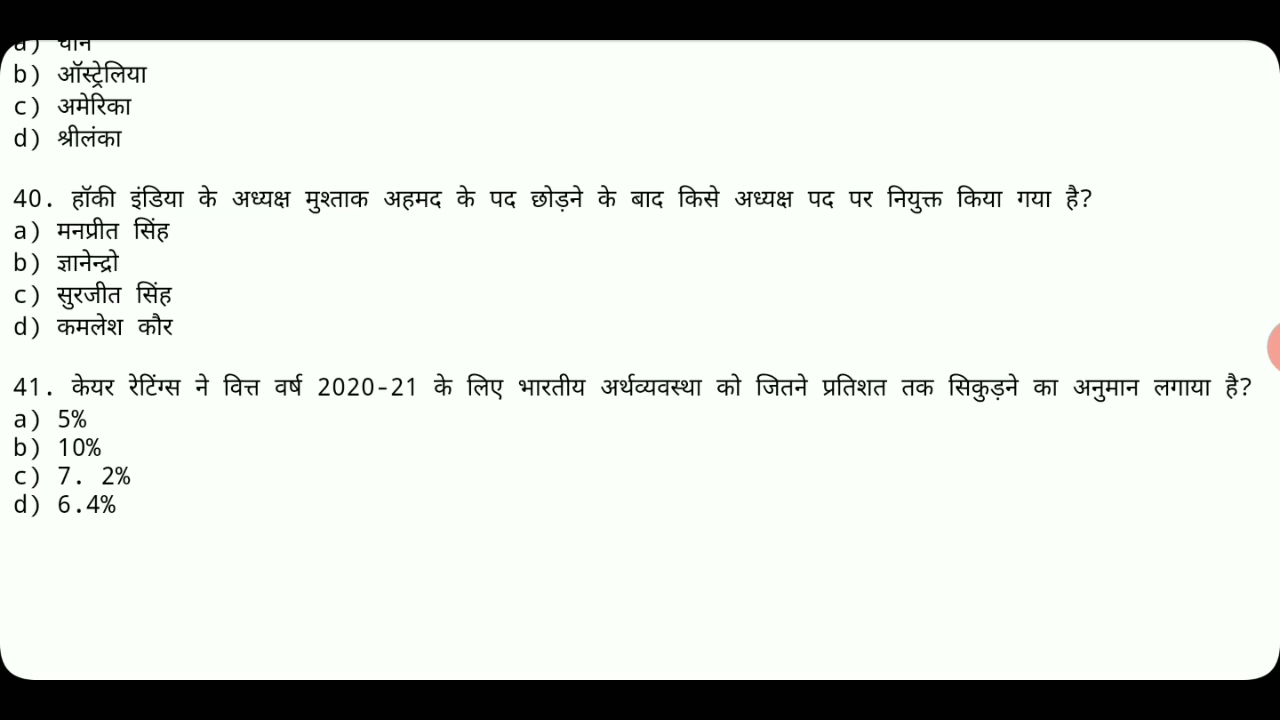 a) चीन
b) ऑस्ट्रेलिया
c) अमेरिका
d) श्रीलंका
40. हॉकी इंडिया के अध्यक्ष मुश्ताक अहमद के पद छोड़ने के बाद किसे अध्यक्ष पद पर नियुक्त किया गया है?
a) मनप्रीत सिंह
b) ज्ञानेन्द्रो
c) सुरजीत सिंह
d) कमलेश कौर
41. केयर रेटिंग्स ने वित्त वर्ष 2020-21 के लिए भारतीय अर्थव्यवस्था को जितने प्रतिशत तक सिकुड़ने का अनुमान लगाया है?
a) 5%
b) 10%
c) 7. 2%
d) 6.4%